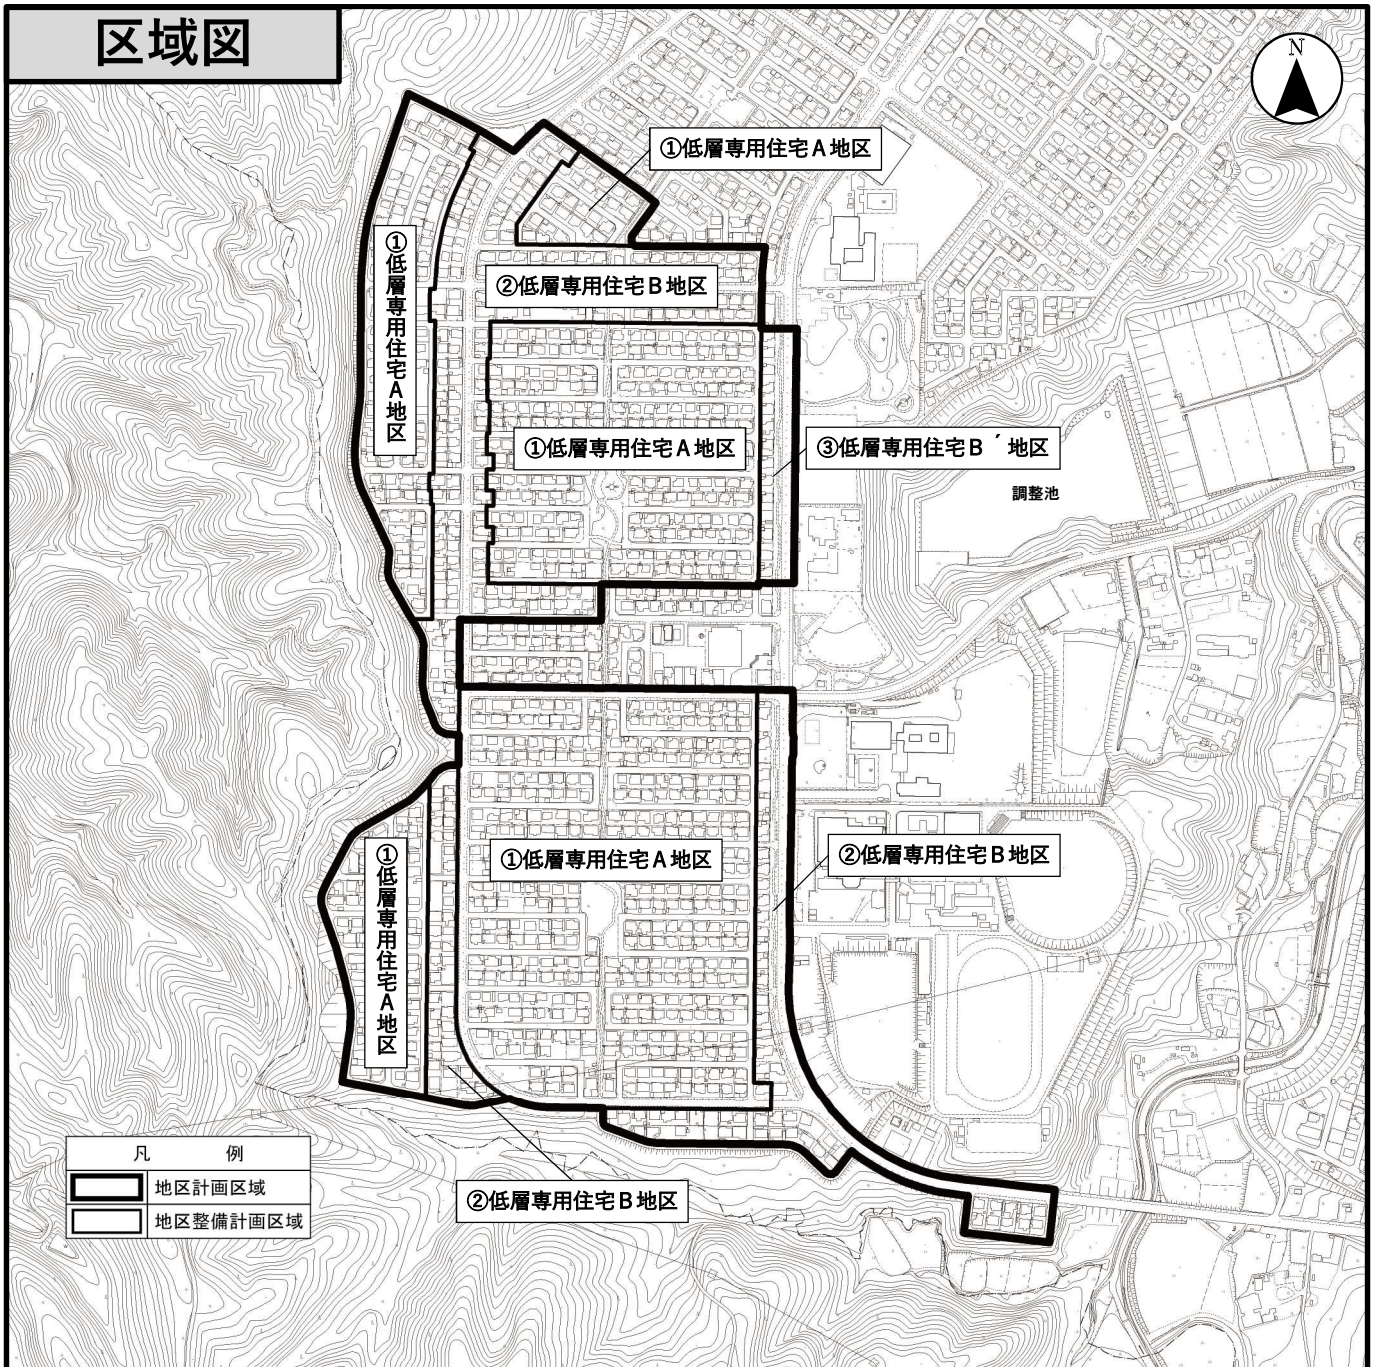 区域図
N
①低層専用住宅A地区
①低層専用住宅A地区
②低層専用住宅B地区
①低層専用住宅A地区
③低層専用住宅B´地区
調整池
①低層専用住宅A地区
①低層専用住宅A地区
②低層専用住宅B地区
②低層専用住宅B地区
凡 例
地区計画区域
地区整備計画区域